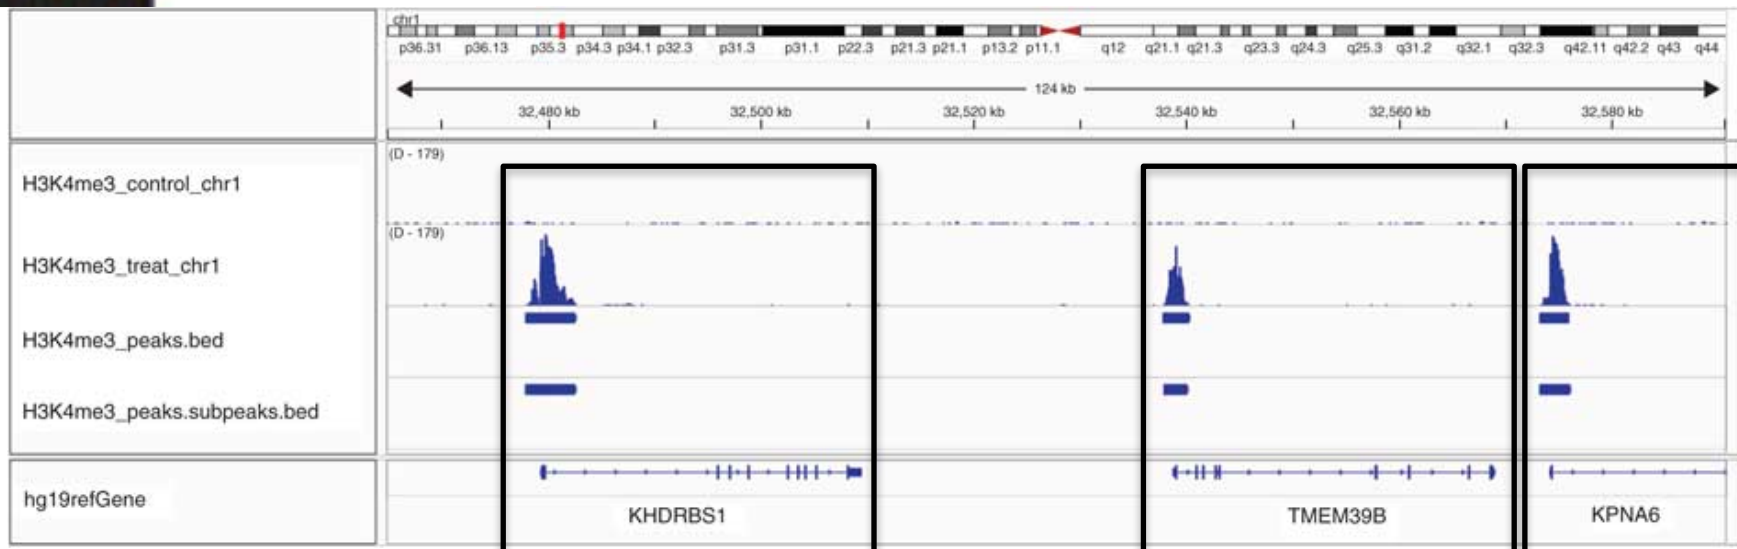 chr1
p36.31 p36.13 p35.3 p34.3 p34.1 p32.3 p31.3 p31.1 p22.3 p21.3 p21.1 p13.2 p11.1 q12 q21.1 q21.3 q23.3 q24.3 q25.3 q31.2 q32.1 q32.3 q42.11 q42.2 q43 q44
124 kb
32,480 kb 32,500 kb 32,520 kb 32,540 kb 32,560 kb 32,580 kb
(D - 179)
H3K4me3_control_chr1
(D - 179)
H3K4me3_treat_chr1
H3K4me3_peaks.bed
H3K4me3_peaks.subpeaks.bed
hg19refGene
KHDRBS1 TMEM39B KPNA6